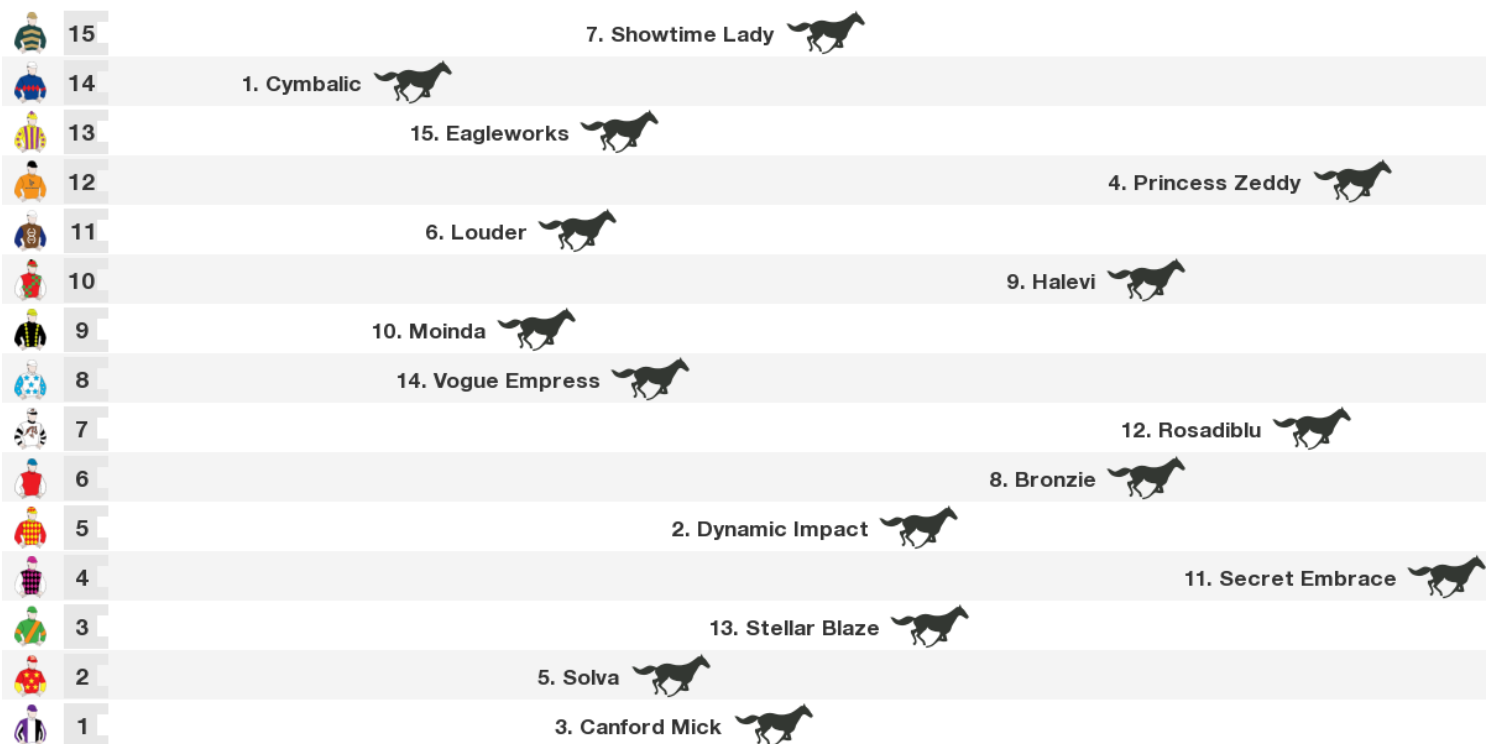 15 7. Showtime Lady
14 1. Cymbalic
13 15. Eagleworks
12 4. Princess Zeddy
11 6. Louder
10 9. Halevi
9 10. Moinda
8 14. Vogue Empress
7 12. Rosadiblu
6 8. Bronzie
5 2. Dynamic Impact
4 11. Secret Embrace
3 13. Stellar Blaze
2 5. Solva
1 3. Canford Mick